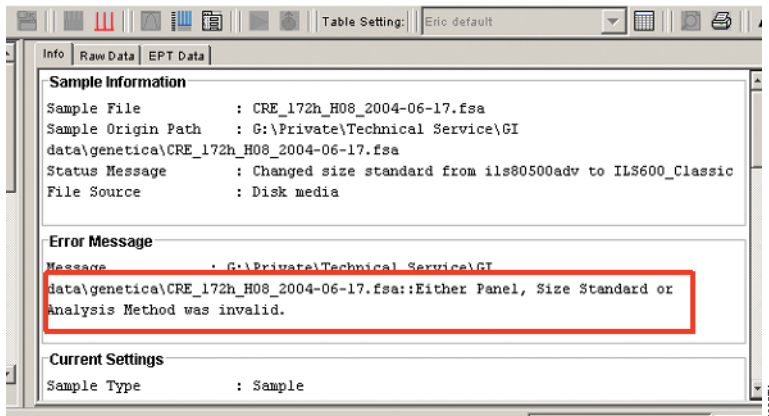 Table Setting: Eric default
Info Raw Data EPT Data
Sample Information
Sample File : CRE_172h_H08_2004-06-17.fsa
Sample Origin Path : G:\Private\Technical Service\GI
data\genetica\CRE_172h_H08_2004-06-17.fsa
Status Message : Changed size standard from ils80500adv to ILS600_Classic
File Source : Disk media
Error Message
Message : G:\Private\Technical Service\GI
data\genetica\CRE_172h_H08_2004-06-17.fsa::Either Panel, Size Standard or
Analysis Method was invalid.
Current Settings
Sample Type : Sample